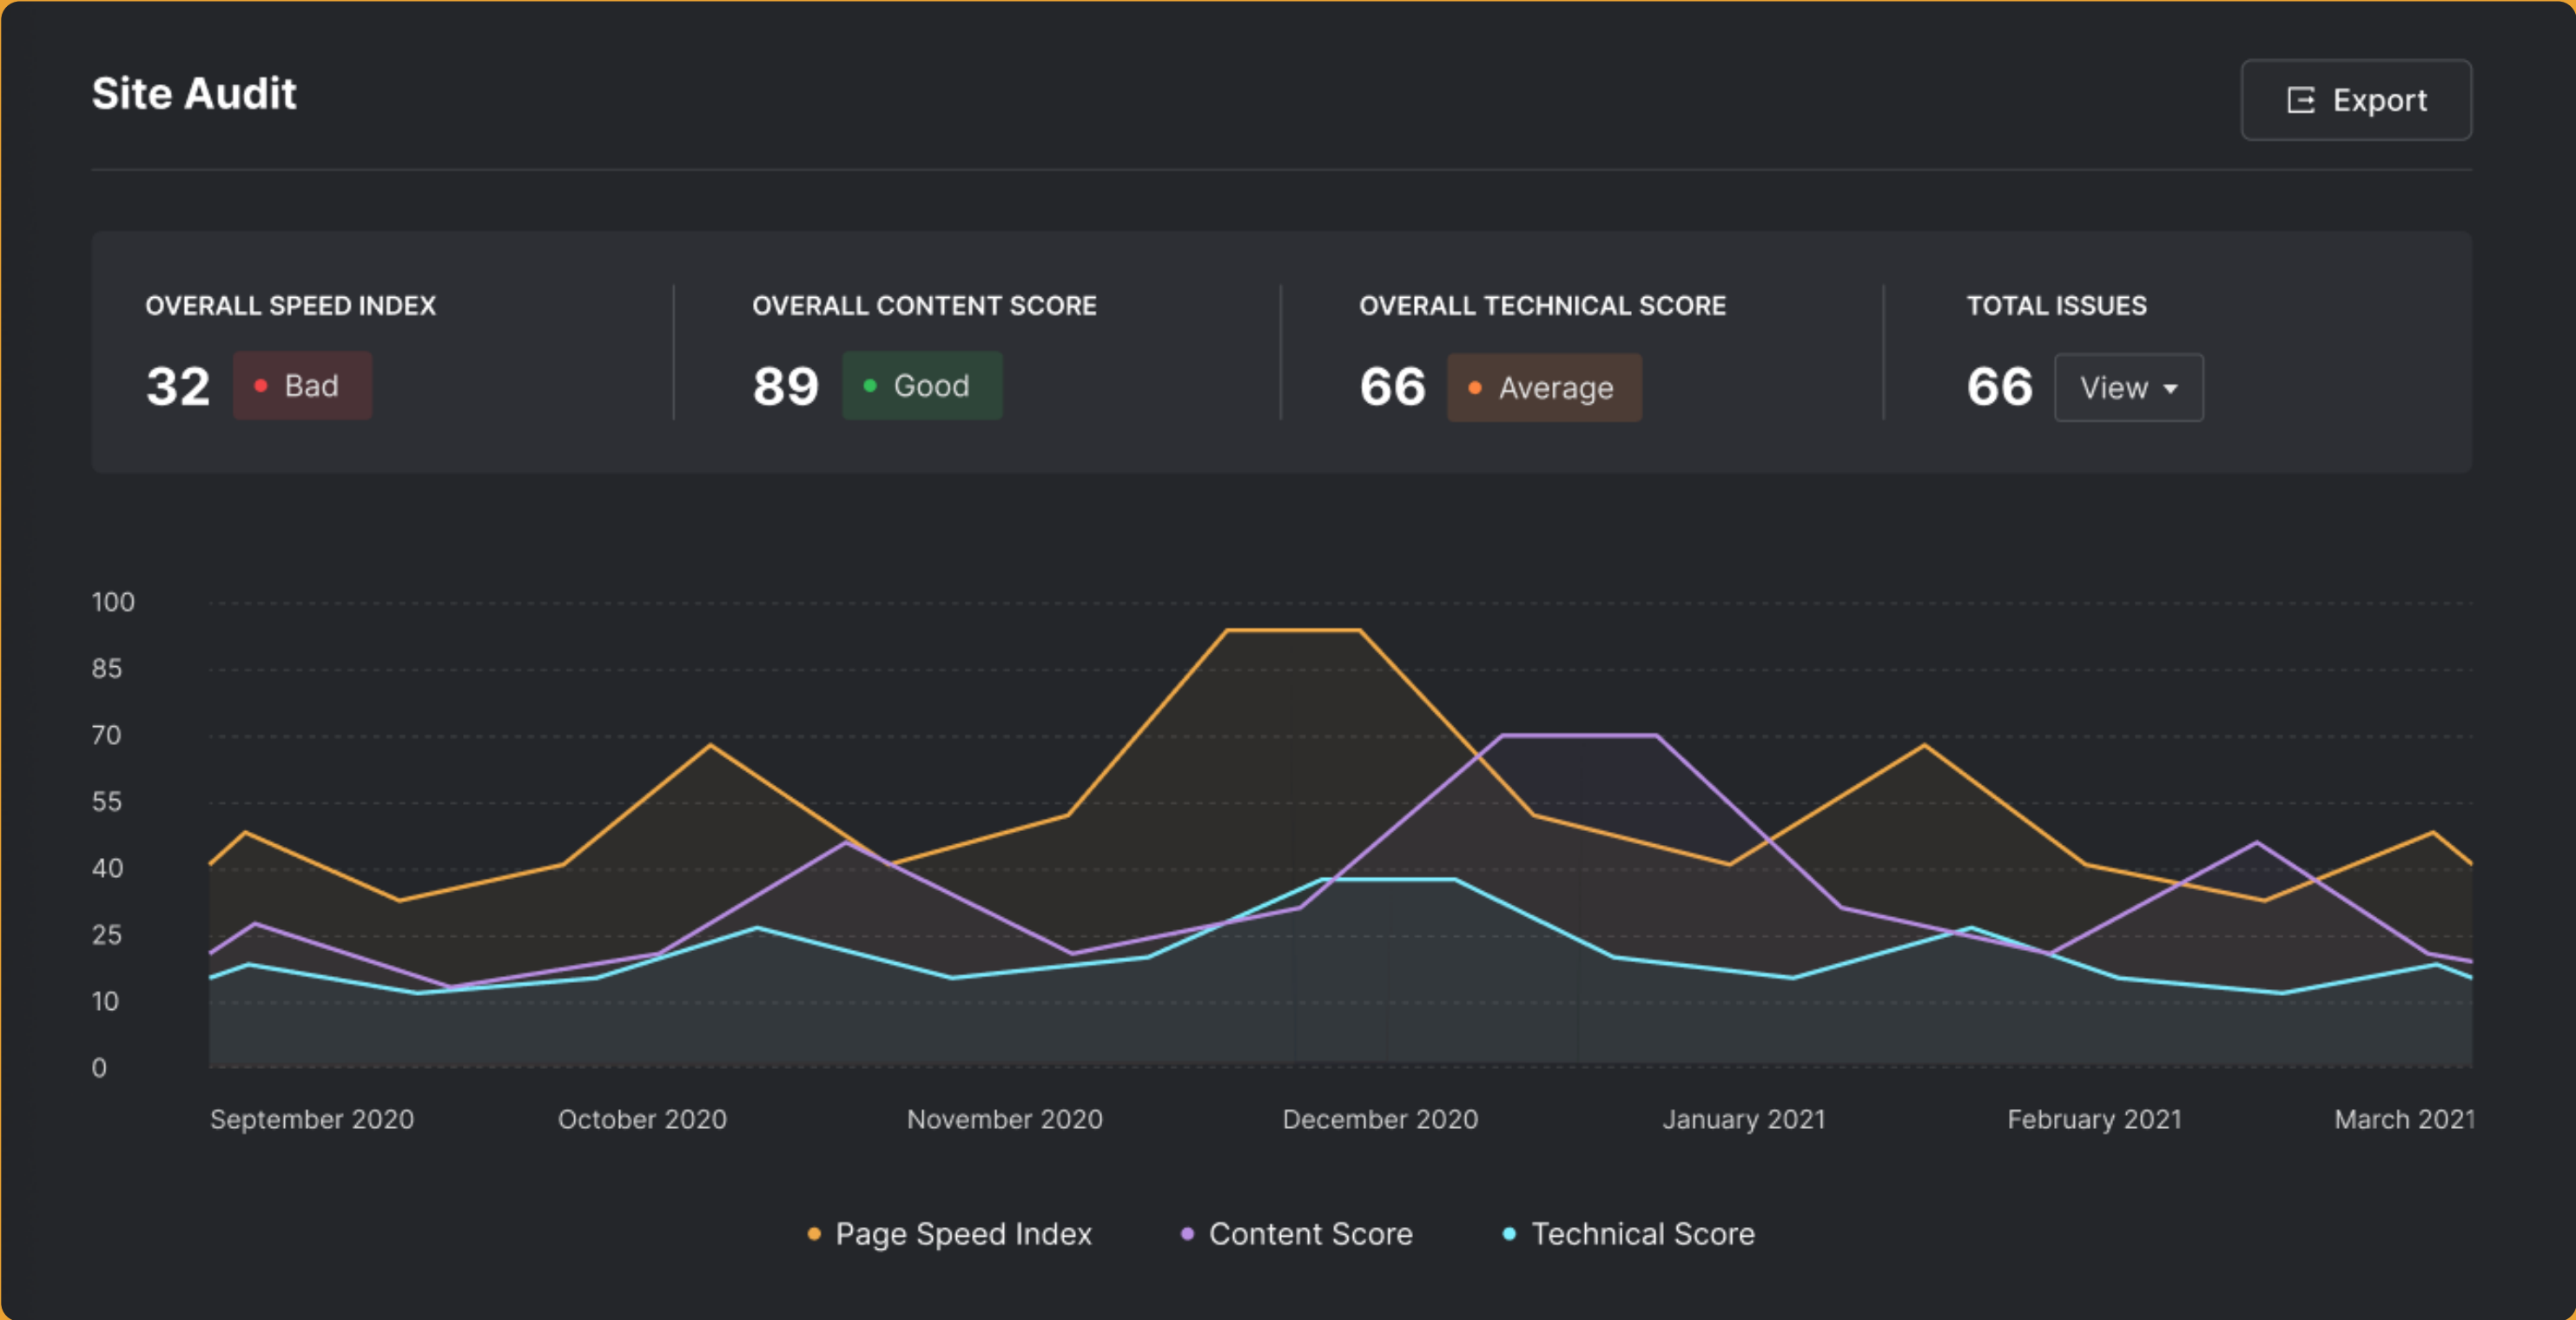 Site Audit
Export
OVERALL SPEED INDEX
32
Bad
OVERALL CONTENT SCORE
89
Good
OVERALL TECHNICAL SCORE
66
Average
TOTAL ISSUES
66
View
100
85
70
55
40
25
10
0
September 2020
October 2020
November 2020
December 2020
January 2021
February 2021
March 2021
Page Speed Index
Content Score
Technical Score